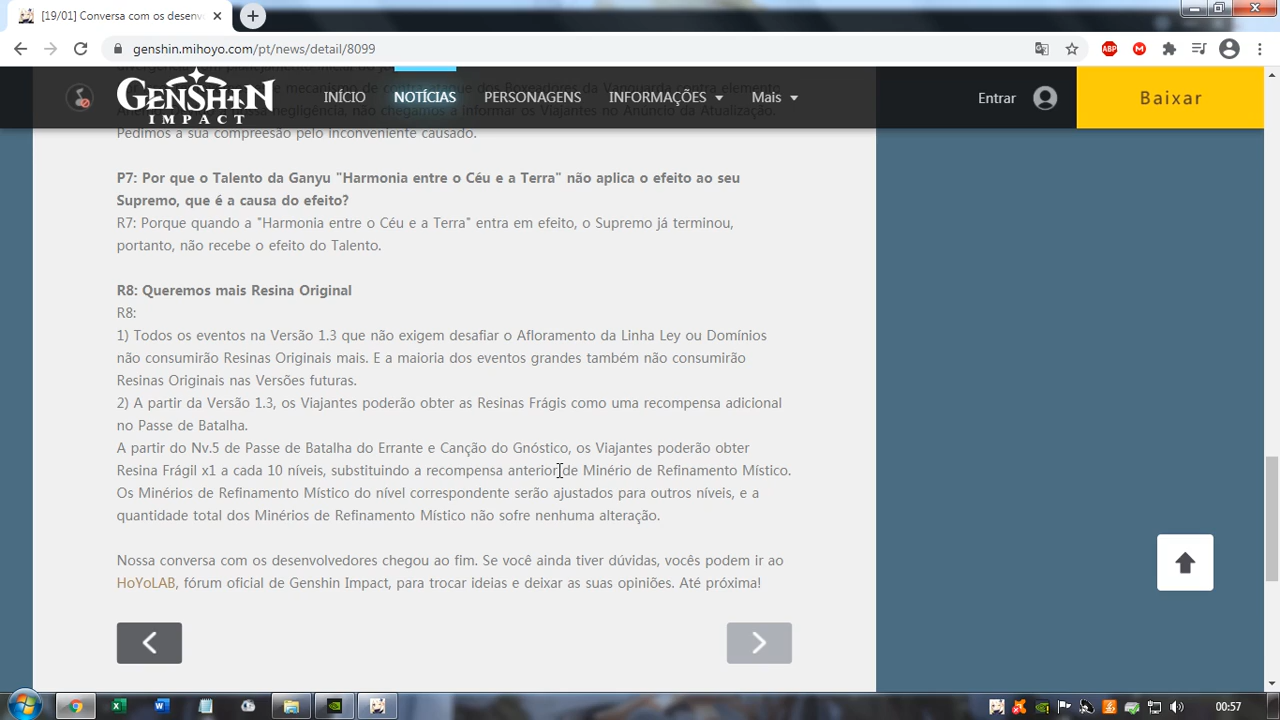 [19/01] Conversa com os desenv
genshin.mihoyo.com/pt/news/detail/8099
ABP
GENSHIN
IMPACT
INÍCIO
NOTÍCIAS
PERSONAGENS
INFORMAÇÕES
Mais
Entrar
Baixar
Pedimos a sua compreesão pelo inconveniente causado.
P7: Por que o Talento da Ganyu "Harmonia entre o Céu e a Terra" não aplica o efeito ao seu
Supremo, que é a causa do efeito?
R7: Porque quando a "Harmonia entre o Céu e a Terra" entra em efeito, o Supremo já terminou,
portanto, não recebe o efeito do Talento.
R8: Queremos mais Resina Original
R8:
1) Todos os eventos na Versão 1.3 que não exigem desafiar o Afloramento da Linha Ley ou Domínios
não consumirão Resinas Originais mais. E a maioria dos eventos grandes também não consumirão
Resinas Originais nas Versões futuras.
2) A partir da Versão 1.3, os Viajantes poderão obter as Resinas Frágis como uma recompensa adicional
no Passe de Batalha.
A partir do Nv.5 de Passe de Batalha do Errante e Canção do Gnóstico, os Viajantes poderão obter
Resina Frágil x1 a cada 10 níveis, substituindo a recompensa anterior de Minério de Refinamento Místico.
Os Minérios de Refinamento Místico do nível correspondente serão ajustados para outros níveis, e a
quantidade total dos Minérios de Refinamento Místico não sofre nenhuma alteração.
Nossa conversa com os desenvolvedores chegou ao fim. Se você ainda tiver dúvidas, vocês podem ir ao
HoYoLAB, fórum oficial de Genshin Impact, para trocar ideias e deixar as suas opiniões. Até próxima!
00:57